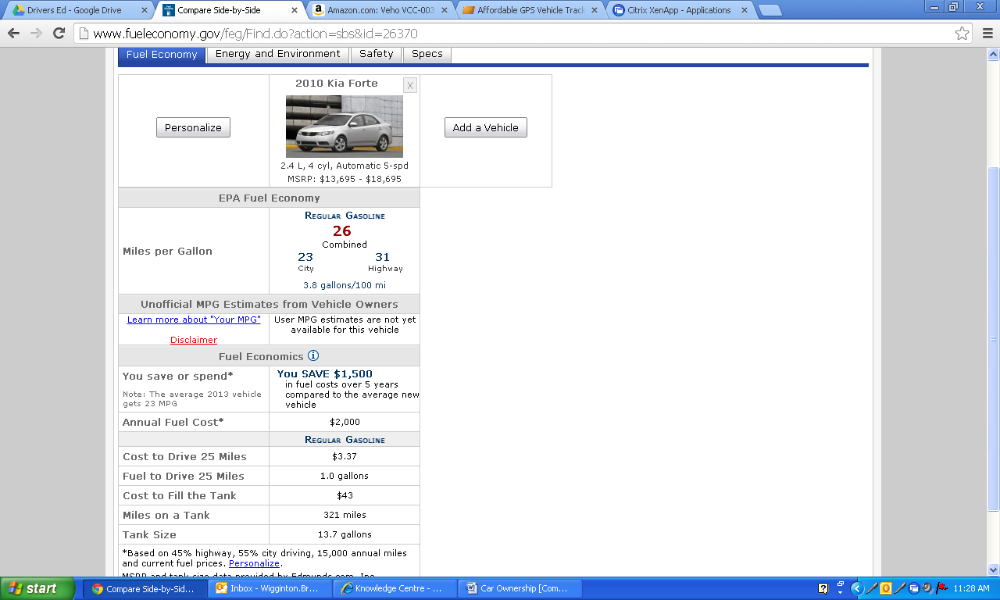 Drivers Ed - Google Drive
Compare Side-by-Side
Amazon.com: Veho VCC-003
Affordable GPS Vehicle Track
Citrix XenApp - Applications
www.fueleconomy.gov/feg/Find.do?action=sbs&id=26370
Fuel Economy
Energy and Environment
Safety
Specs
2010 Kia Forte
X
Personalize
Add a Vehicle
2.4 L, 4 cyl, Automatic 5-spd
MSRP: $13,695 - $18,695
EPA Fuel Economy
Miles per Gallon
Regular Gasoline
26
Combined
23 31
City Highway
3.8 gallons/100 mi
Unofficial MPG Estimates from Vehicle Owners
Learn more about "Your MPG"
Disclaimer
User MPG estimates are not yet
available for this vehicle
Fuel Economics
You save or spend*
Note: The average 2013 vehicle
gets 23 MPG
You SAVE $1,500
in fuel costs over 5 years
compared to the average new
vehicle
Annual Fuel Cost* $2,000
Regular Gasoline
Cost to Drive 25 Miles $3.37
Fuel to Drive 25 Miles 1.0 gallons
Cost to Fill the Tank $43
Miles on a Tank 321 miles
Tank Size 13.7 gallons
*Based on 45% highway, 55% city driving, 15,000 annual miles
and current fuel prices. Personalize.
MSRP and tank size data provided by Edmunds.com, Inc.
start
Compare Side-by-Sid...
Inbox - Wigginton.Br...
Knowledge Centre - ...
Car Ownership [Com...
11:28 AM